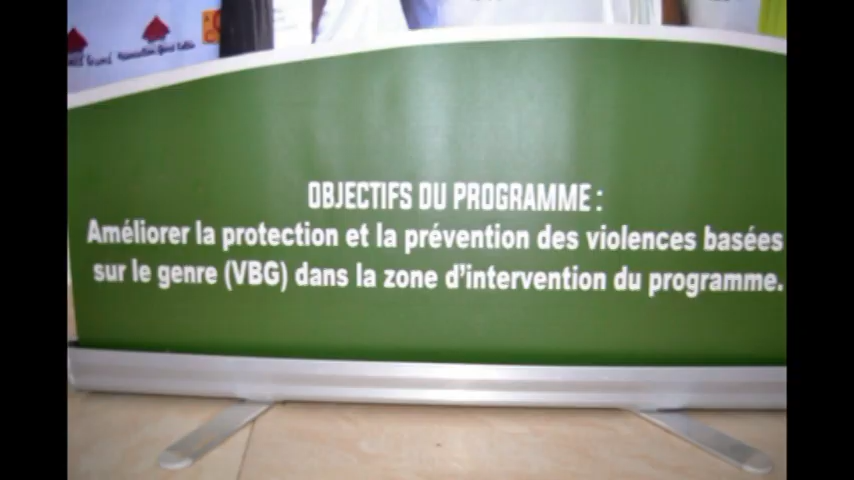 OBJECTIFS DU PROGRAMME :
Améliorer la protection et la prévention des violences basées
sur le genre (VBG) dans la zone d'intervention du programme.